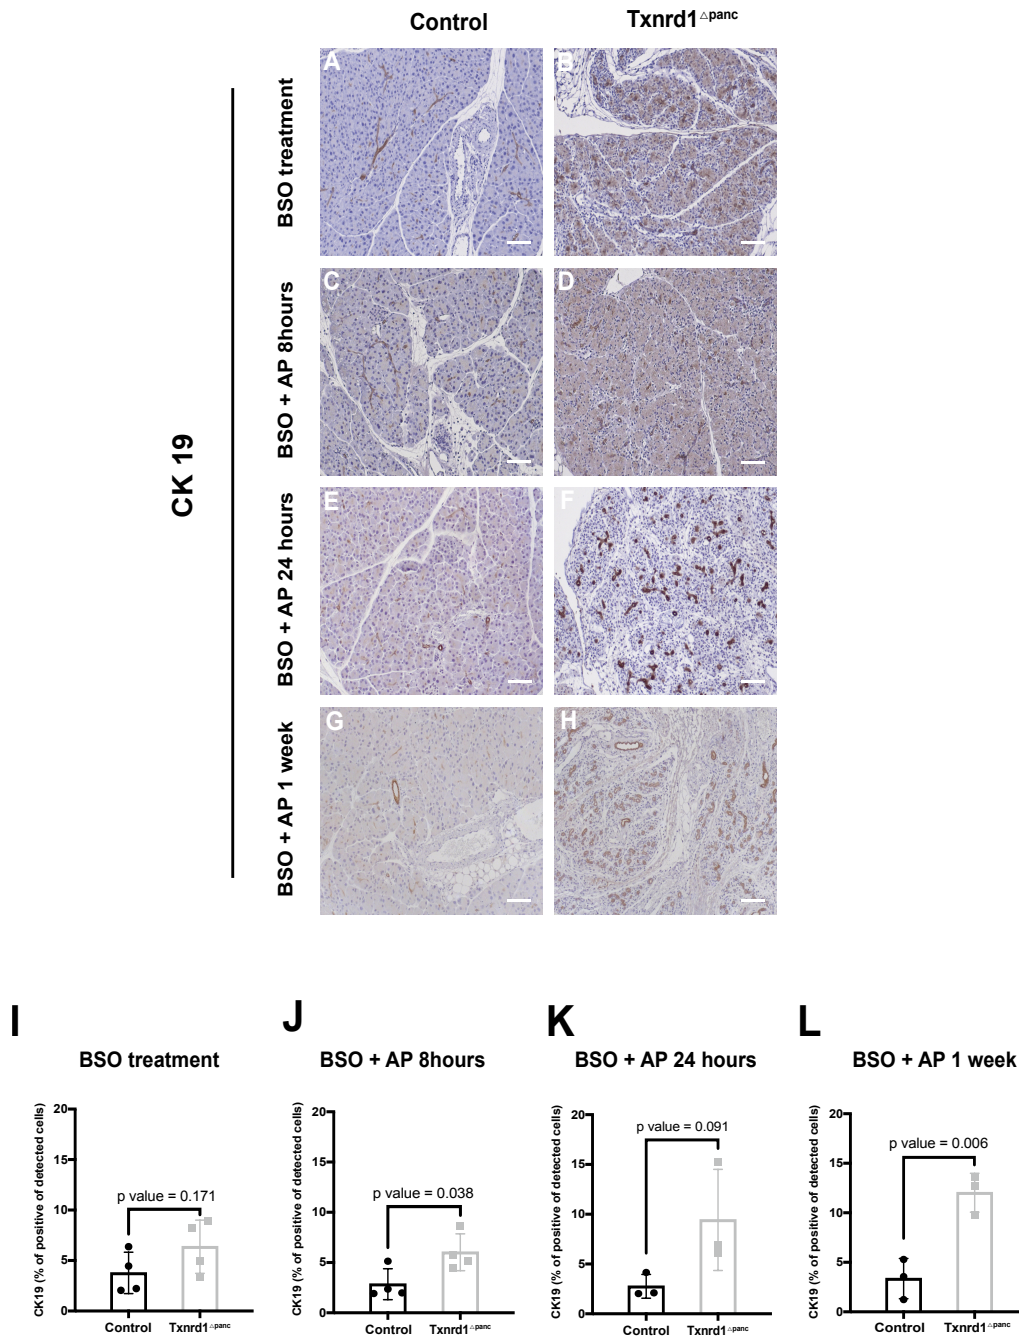 Control Txnrd1△panc
CK 19
BSO treatment
A B
BSO + AP 8hours
C D
BSO + AP 24 hours
E F
BSO + AP 1 week
G H
I
BSO treatment
CK19 (% of positive of detected cells)
20
15
10
5
0
p value = 0.171
Control Txnrd1△panc
J
BSO + AP 8hours
CK19 (% of positive of detected cells)
20
15
10
5
0
p value = 0.038
Control Txnrd1△panc
K
BSO + AP 24 hours
CK19 (% of positive of detected cells)
20
15
10
5
0
p value = 0.091
Control Txnrd1△panc
L
BSO + AP 1 week
CK19 (% of positive of detected cells)
20
15
10
5
0
p value = 0.006
Control Txnrd1△panc